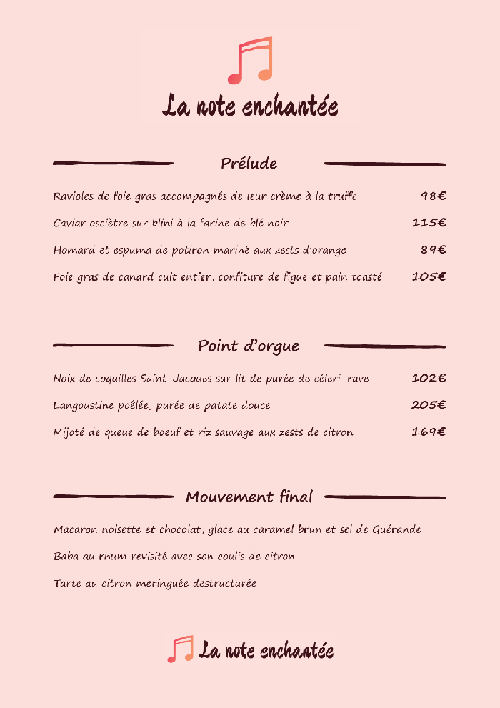 La note enchantée
Prélude
Ravioles de foie gras accompagnés de leur crème à la truffe 98€
Caviar osciètre sur blini à la farine de blé noir 115€
Homard et espuma de potiron mariné aux zests d'orange 89€
Foie gras de canard cuit entier, confiture de figue et pain toasté 105€
Point d'orgue
Noix de coquilles Saint-Jacques sur lit de purée de céleri-rave 102€
Langoustine poêlée, purée de patate douce 205€
Mijoté de queue de boeuf et riz sauvage aux zests de citron 169€
Mouvement final
Macaron noisette et chocolat, glace au caramel brun et sel de Guérande
Baba au rhum revisité avec son coulis de citron
Tarte au citron meringuée destructurée
La note enchantée